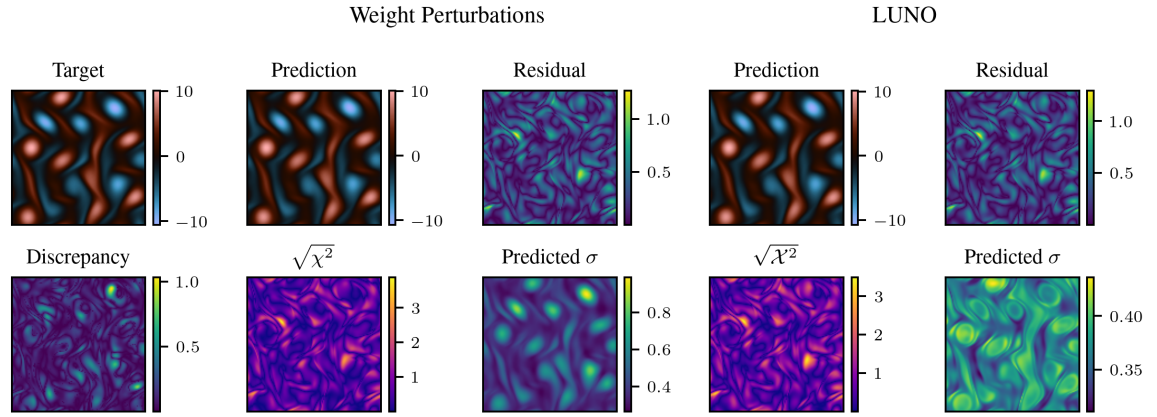 Weight Perturbations LUNO
Target Prediction Residual Prediction Residual
10 10 1.0 10 1.0
0 0 0.5 0 0.5
−10 −10 −10
Discrepancy √χ² Predicted σ √𝒳² Predicted σ
1.0 3 0.8 3 0.40
0.5 2 0.6 2 0.35
1 0.4 1